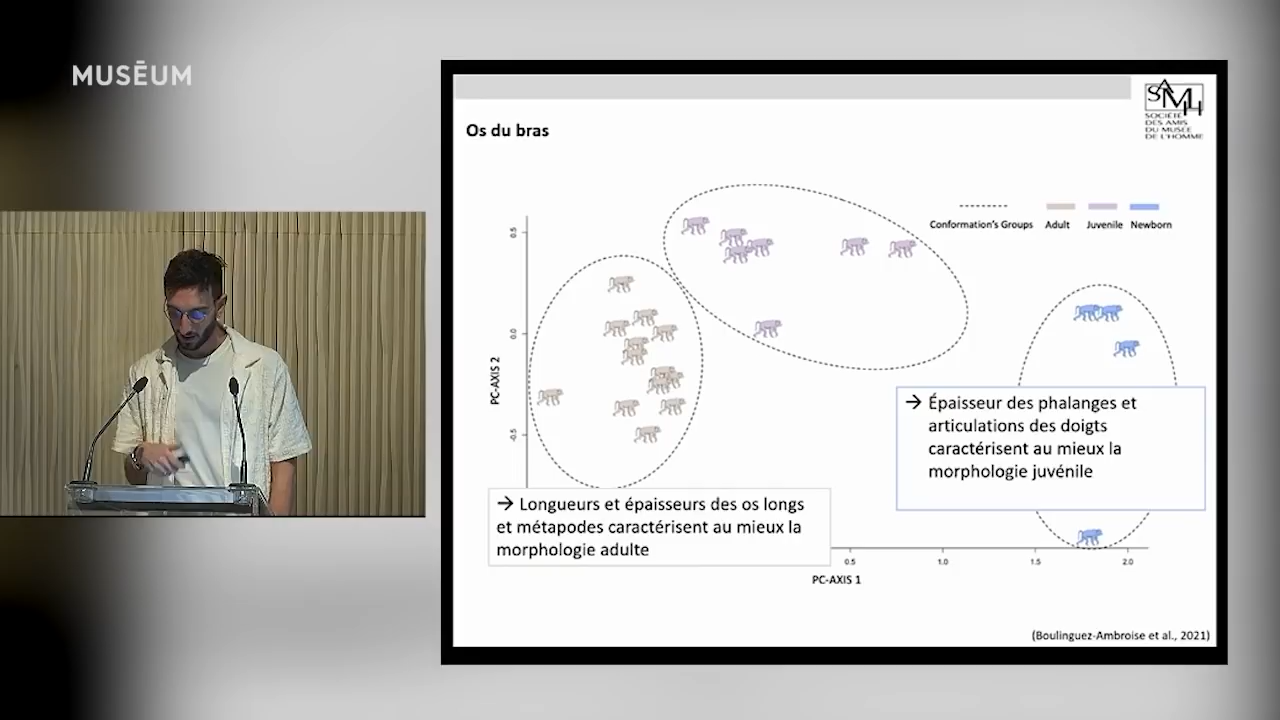 MUSĒUM
SAMH
SOCIÉTÉ
DES AMIS
DU MUSÉE
DE L'HOMME
Os du bras
Conformation's Groups
Adult
Juvenile
Newborn
0.5
0.0
-0.5
PC-AXIS 2
→ Épaisseur des phalanges et
articulations des doigts
caractérisent au mieux la
morphologie juvénile
→ Longueurs et épaisseurs des os longs
et métapodes caractérisent au mieux la
morphologie adulte
0.5
1.0
1.5
2.0
PC-AXIS 1
(Boulinguez-Ambroise et al., 2021)